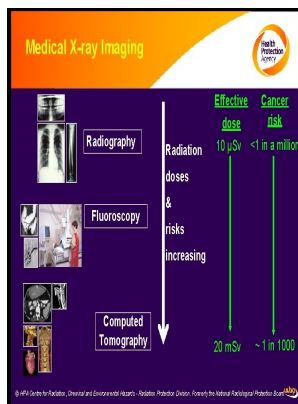 Medical X-ray Imaging
Health
Protection
Agency
Effective
dose
Cancer
risk
10 µSv
<1 in a million
Radiography
Radiation
doses
&
risks
increasing
Fluoroscopy
Computed
Tomography
20 mSv
~ 1 in 1000
© HPA Centre for Radiation, Chemical and Environmental Hazards - Radiation Protection Division. Formerly the National Radiological Protection Board